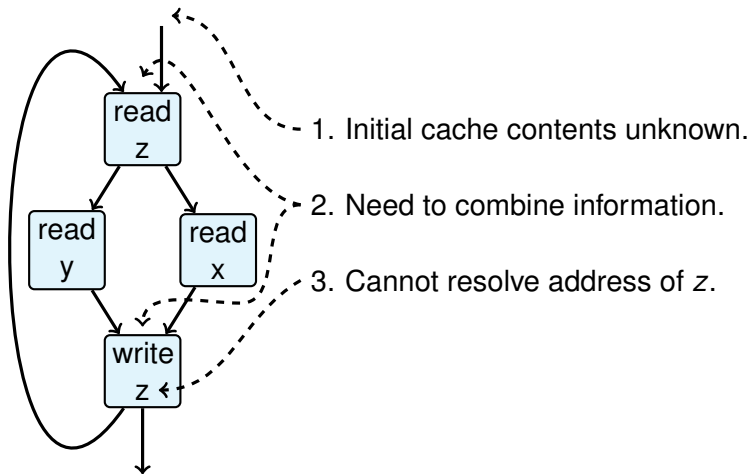 read
z
1. Initial cache contents unknown.
read
y
read
x
2. Need to combine information.
3. Cannot resolve address of z.
write
z